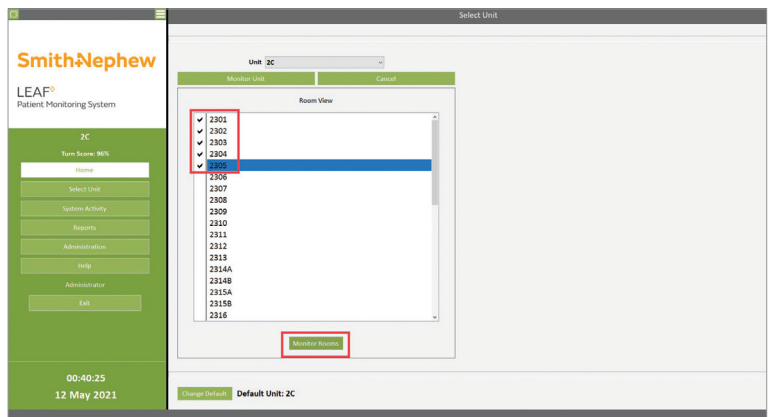 Select Unit
Smith+Nephew
LEAF◊
Patient Monitoring System
2C
Turn Score: 96%
Home
Select Unit
System Activity
Reports
Administration
Help
Administrator
Exit
00:40:25
12 May 2021
Unit 2C
Monitor Unit Cancel
Room View
✔ 2301
✔ 2302
✔ 2303
✔ 2304
✔ 2305
2306
2307
2308
2309
2310
2311
2312
2313
2314A
2314B
2315A
2315B
2316
Monitor Rooms
Change Default Default Unit: 2C